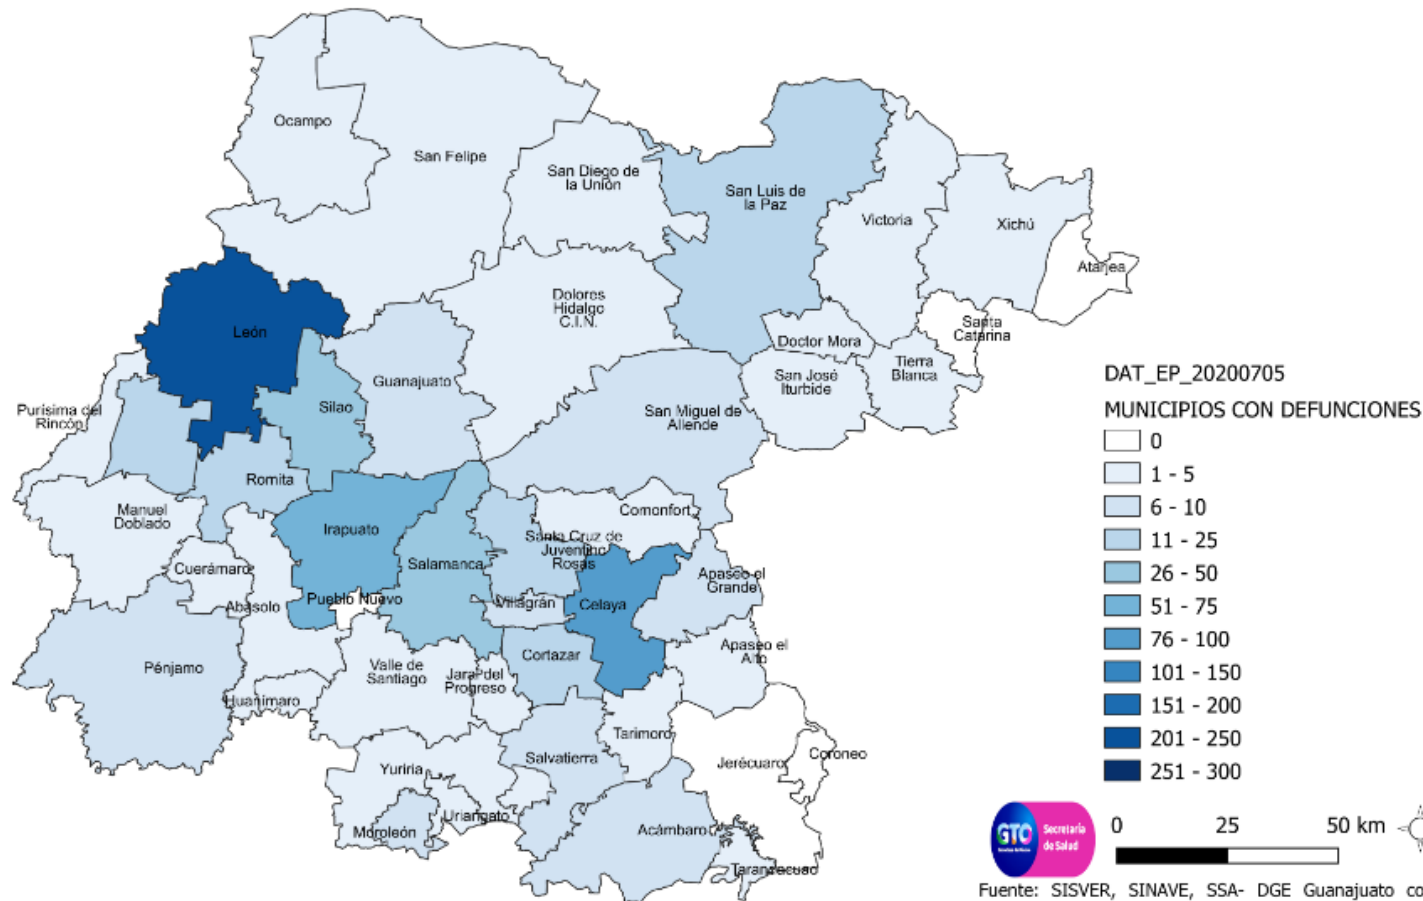 Ocampo
San Felipe
San Diego de
la Unión
San Luis de
la Paz
Victoria
Xichú
Atarjea
León
Dolores
Hidalgo
C.I.N.
Santa
Catarina
Doctor Mora
Guanajuato
Tierra
Blanca
San José
Iturbide
Purísima del
Rincón
Silao
San Miguel de
Allende
Romita
Manuel
Doblado
Irapuato
Comonfort
Santa Cruz de
Juventino
Rosas
Cuerámaro
Salamanca
Apaseo el
Grande
Abasolo
Pueblo Nuevo
Villagrán
Celaya
Pénjamo
Valle de
Santiago
Jaral del
Progreso
Cortazar
Apaseo el
Alto
Huanímaro
Tarimoro
Salvatierra
Jerécuaro
Coroneo
Yuriria
Uriangato
Moroleón
Acámbaro
Tarandacuao
DAT_EP_20200705
MUNICIPIOS CON DEFUNCIONES
0
1 - 5
6 - 10
11 - 25
26 - 50
51 - 75
76 - 100
101 - 150
151 - 200
201 - 250
251 - 300
GTO
Secretaría
de Salud
0 25 50 km
Fuente: SISVER, SINAVE, SSA- DGE Guanajuato co